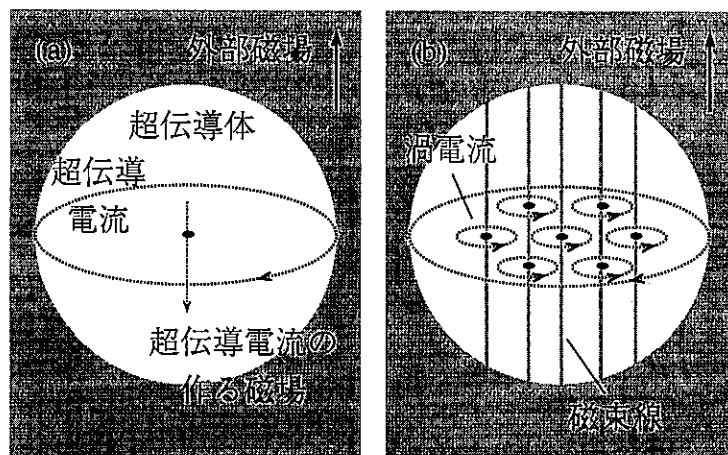 (a)
外部磁場
超伝導体
超伝導
電流
超伝導電流の
作る磁場
(b)
外部磁場
渦電流
磁束線